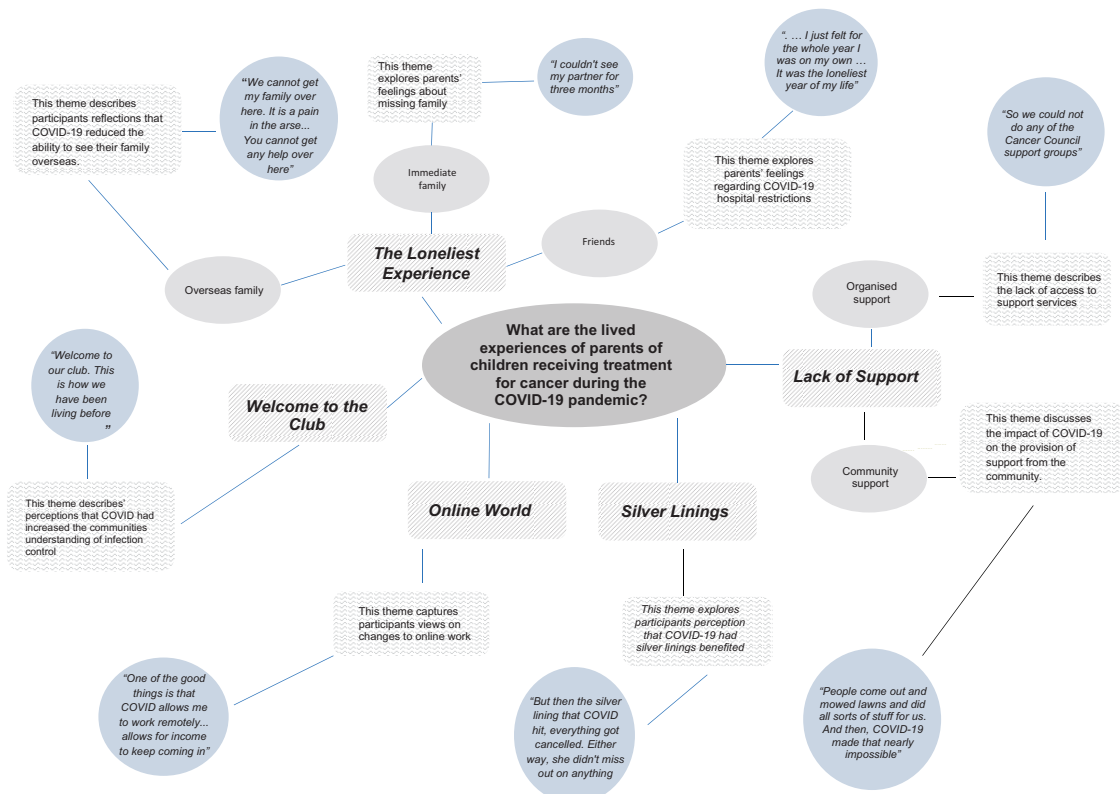 “. … I just felt for
the whole year I
was on my own …
It was the loneliest
year of my life”
This theme
explores parents’
feelings about
missing family
“I couldn't see
my partner for
three months”
“We cannot get
my family over
here. It is a pain
in the arse...
You cannot get
any help over
here”
This theme describes
participants reflections that
COVID-19 reduced the
ability to see their family
overseas.
“So we could not
do any of the
Cancer Council
support groups”
Immediate
family
This theme explores
parents’ feelings
regarding COVID-19
hospital restrictions
Friends
The Loneliest
Experience
Overseas family
Organised
support
This theme describes
the lack of access to
support services
What are the lived
experiences of parents of
children receiving treatment
for cancer during the
COVID-19 pandemic?
Lack of Support
“Welcome to
our club. This
is how we
have been
living before
”
Welcome to the
Club
This theme discusses
the impact of COVID-19
on the provision of
support from the
community.
Community
support
This theme describes’
perceptions that COVID had
increased the communities
understanding of infection
control
Online World
Silver Linings
This theme captures
participants views on
changes to online work
This theme explores
participants perception
that COVID-19 had
silver linings benefited
“One of the good
things is that
COVID allows me
to work remotely...
allows for income
to keep coming in”
“But then the silver
lining that COVID
hit, everything got
cancelled. Either
way, she didn't miss
out on anything
“People come out and
mowed lawns and did
all sorts of stuff for us.
And then, COVID-19
made that nearly
impossible”